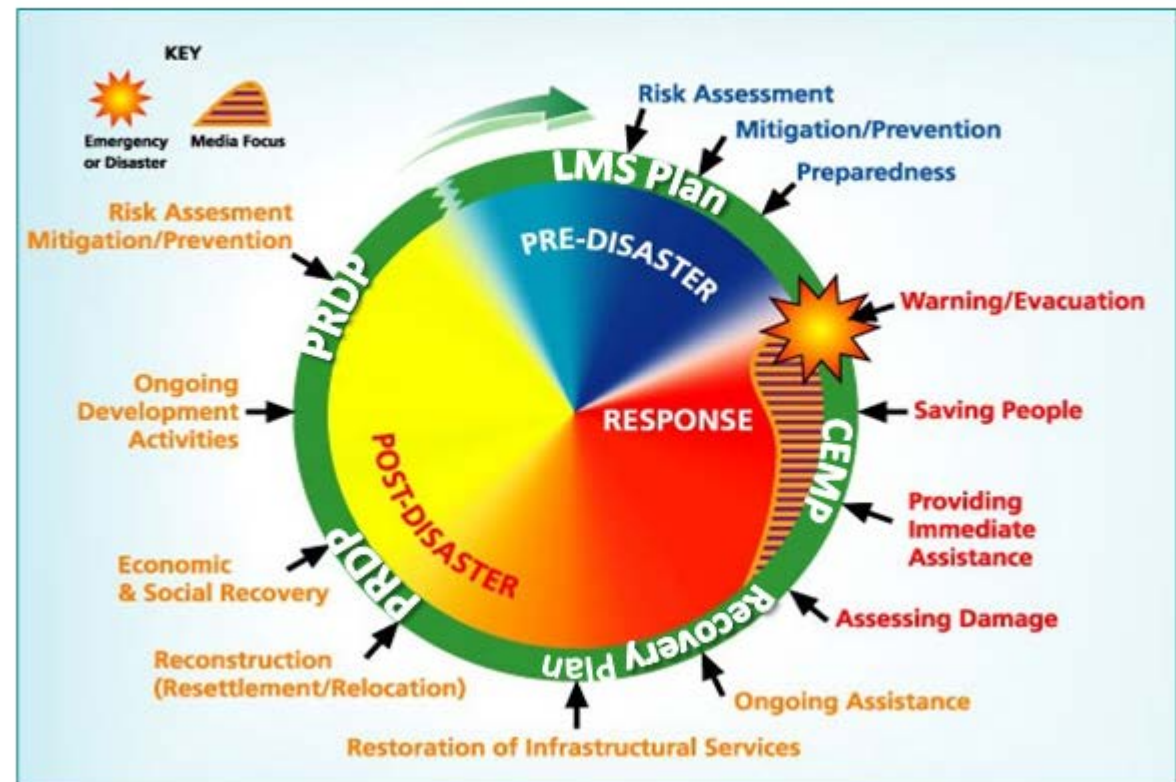 KEY
Emergency
or Disaster
Media Focus
Risk Assessment
Mitigation/Prevention
Preparedness
Warning/Evacuation
Saving People
Providing
Immediate
Assistance
Assessing Damage
Ongoing Assistance
Restoration of Infrastructural Services
Reconstruction
(Resettlement/Relocation)
Economic
& Social Recovery
Ongoing
Development
Activities
Risk Assesment
Mitigation/Prevention
LMS Plan
CEMP
Recovery Plan
PRDP
PRDP
PRE-DISASTER
RESPONSE
POST-DISASTER